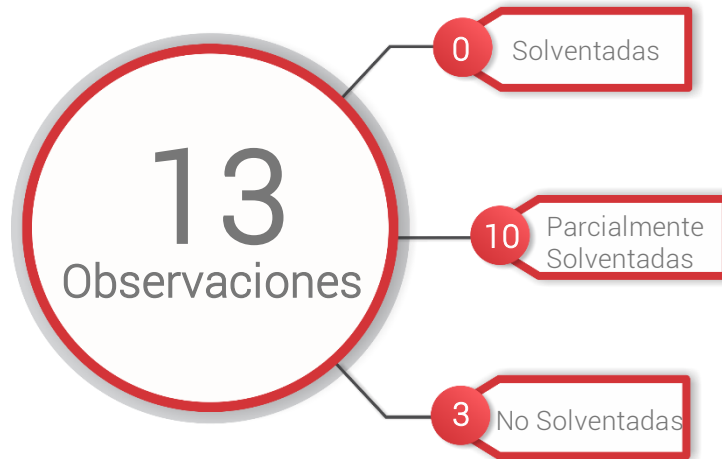 13
Observaciones
0
Solventadas
10
Parcialmente
Solventadas
3
No Solventadas